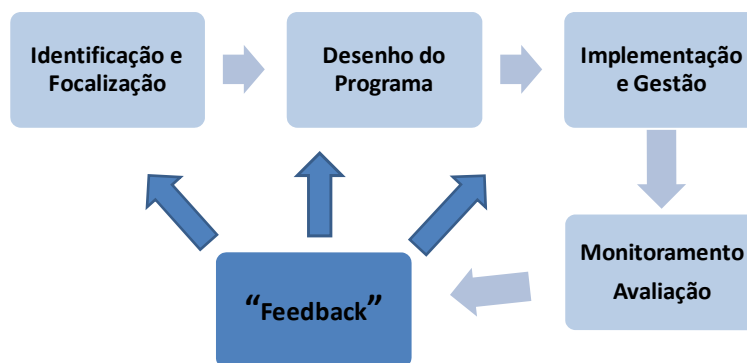 Identificação e
Focalização
Desenho do
Programa
Implementação
e Gestão
Monitoramento
Avaliação
“Feedback”